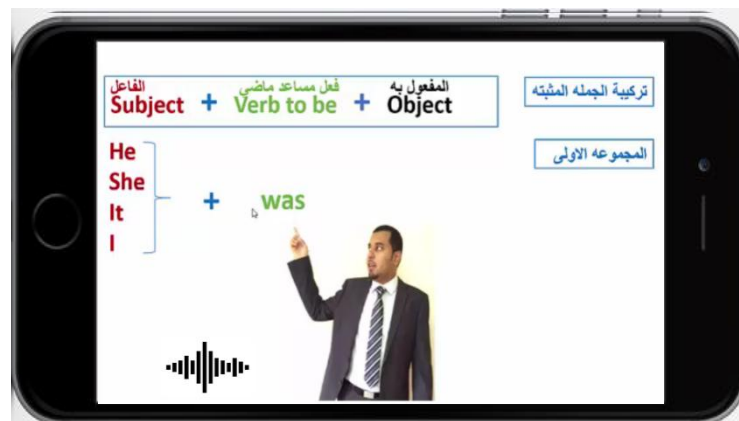 تركيبة الجمله المثبته
الفاعل + فعل مساعد ماضي + المفعول به
Subject + Verb to be + Object
المجموعه الاولى
He
She
It
I
+ was